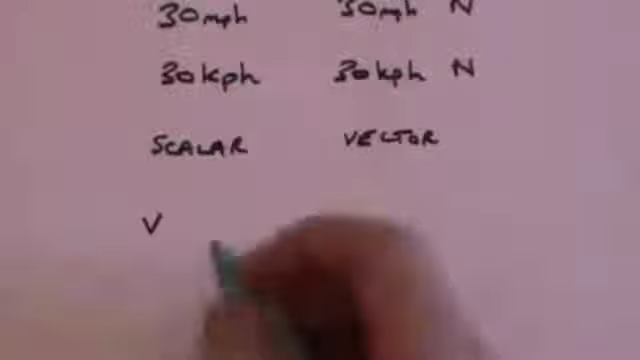 30mph 30mph N
30kph 30kph N
SCALAR VECTOR
V